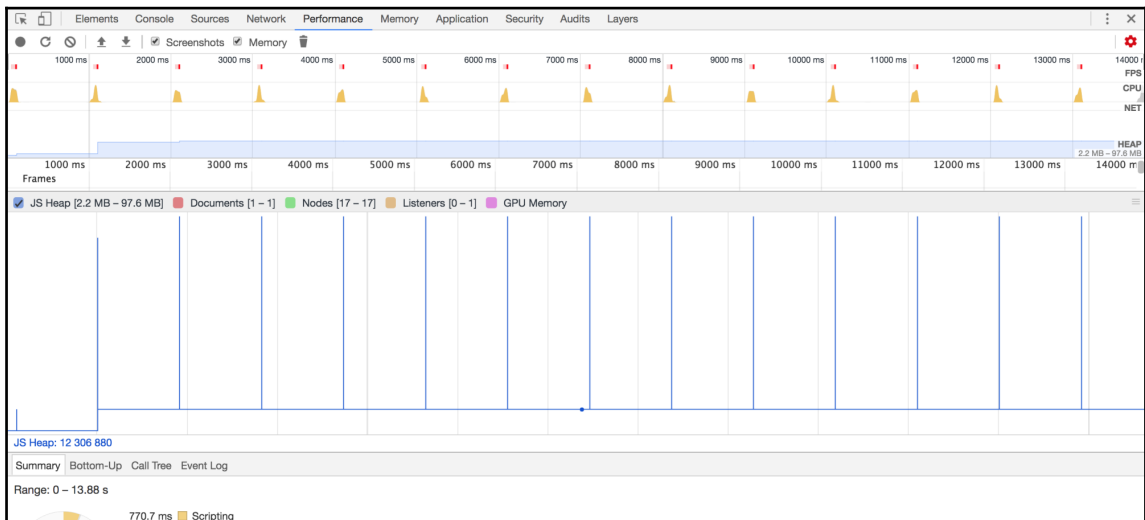 Elements Console Sources Network Performance Memory Application Security Audits Layers
Screenshots Memory
1000 ms 2000 ms 3000 ms 4000 ms 5000 ms 6000 ms 7000 ms 8000 ms 9000 ms 10000 ms 11000 ms 12000 ms 13000 ms 14000 r
FPS
CPU
NET
HEAP
2.2 MB – 97.6 MB
1000 ms 2000 ms 3000 ms 4000 ms 5000 ms 6000 ms 7000 ms 8000 ms 9000 ms 10000 ms 11000 ms 12000 ms 13000 ms 14000 m
Frames
JS Heap [2.2 MB – 97.6 MB] Documents [1 – 1] Nodes [17 – 17] Listeners [0 – 1] GPU Memory
JS Heap: 12 306 880
Summary Bottom-Up Call Tree Event Log
Range: 0 – 13.88 s
770.7 ms Scripting